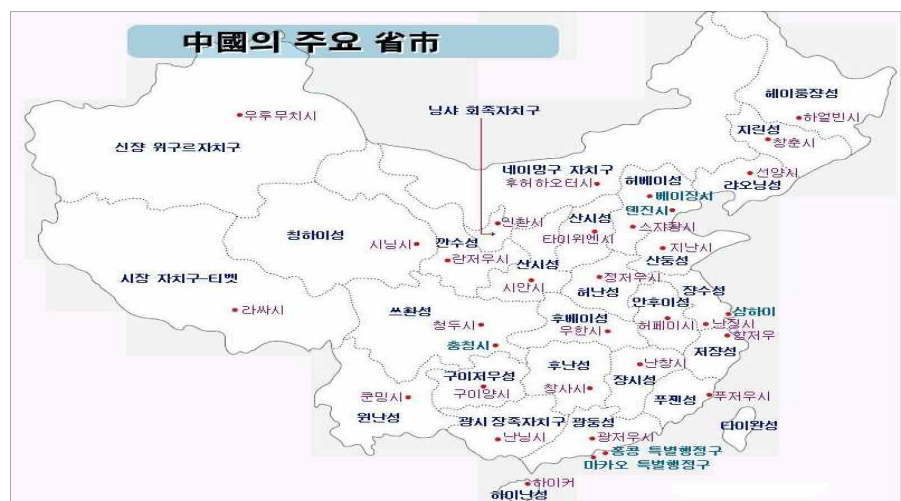 中國의 주요 省市
헤이룽쟝성
하얼빈시
우루무치시
닝샤 회족자치구
지린성
창춘시
신쟝 위구르자치구
네이멍구 자치구
후허하오터시
허베이성
선양시
랴오닝성
베이징시
톈진시
인촨시
산시성
스쟈좡시
칭하이성
시닝시
깐수성
타이위엔시
지난시
란저우시
산시성
산둥성
시장 자치구-티벳
시안시
정저우시
허난성
쟝수성
안후이성
라싸시
쓰촨성
후베이성
샹하이
청두시
우한시
허페이시
난징시
항저우
충칭시
저쟝성
후난성
난창시
구이저우성
구이양시
창사시
쟝시성
쿤밍시
푸졘성
푸저우시
윈난성
광시 장족자치구
광둥성
타이완성
난닝시
광저우시
홍콩 특별행정구
마카오 특별행정구
하이커
하이난성